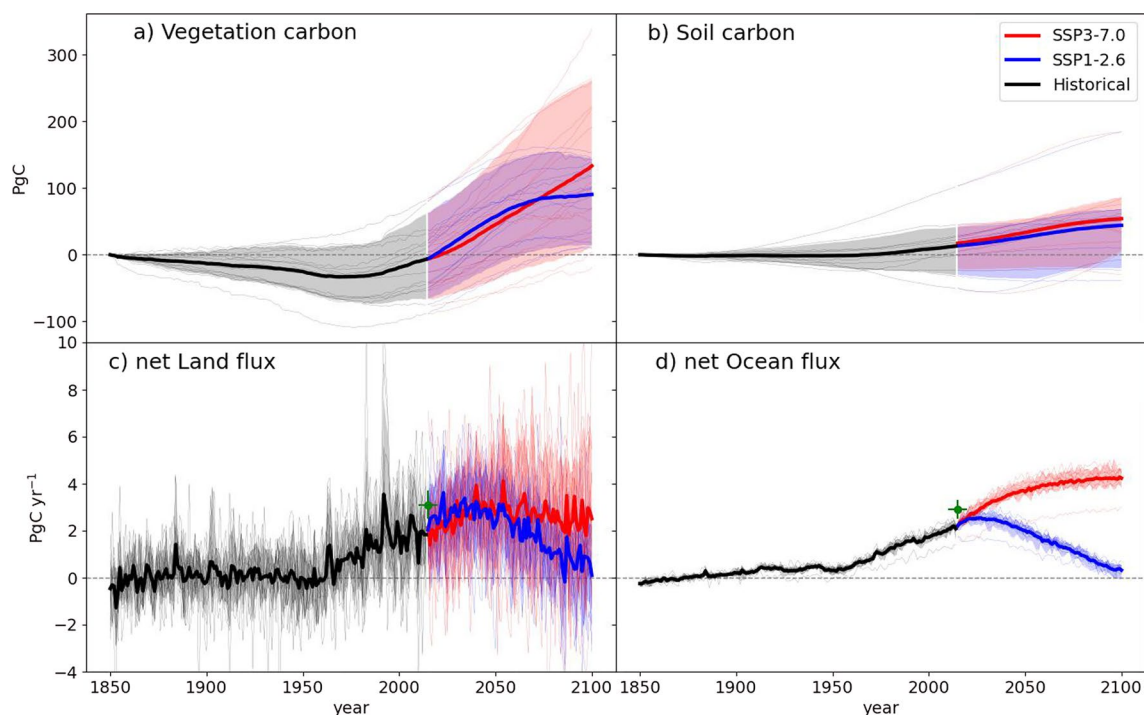 a) Vegetation carbon
b) Soil carbon
SSP3-7.0
SSP1-2.6
Historical
300
200
100
0
−100
PgC
c) net Land flux
d) net Ocean flux
10
8
6
4
2
0
−2
−4
PgC yr⁻¹
1850
1900
1950
2000
2050
2100
year
1850
1900
1950
2000
2050
2100
year